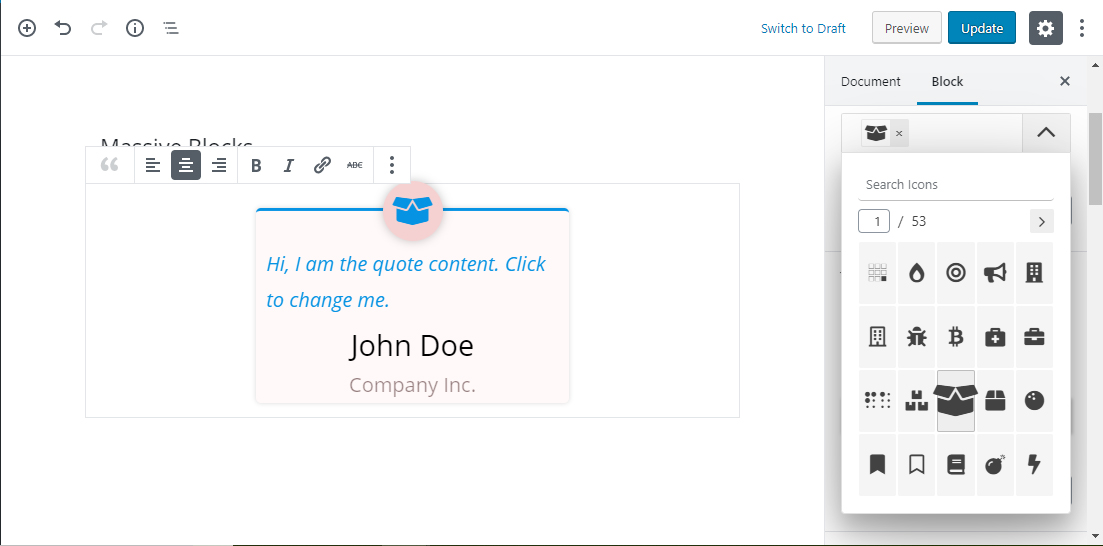 Switch to Draft
Preview
Update
Document
Block
Massive Blocks
B
I
ABC
Hi, I am the quote content. Click
to change me.
John Doe
Company Inc.
Search Icons
1 / 53